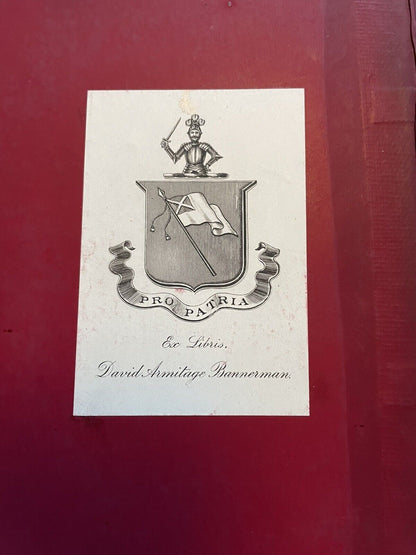 PRO PATRIA
Ex Libris.
David Armitage Bannerman.